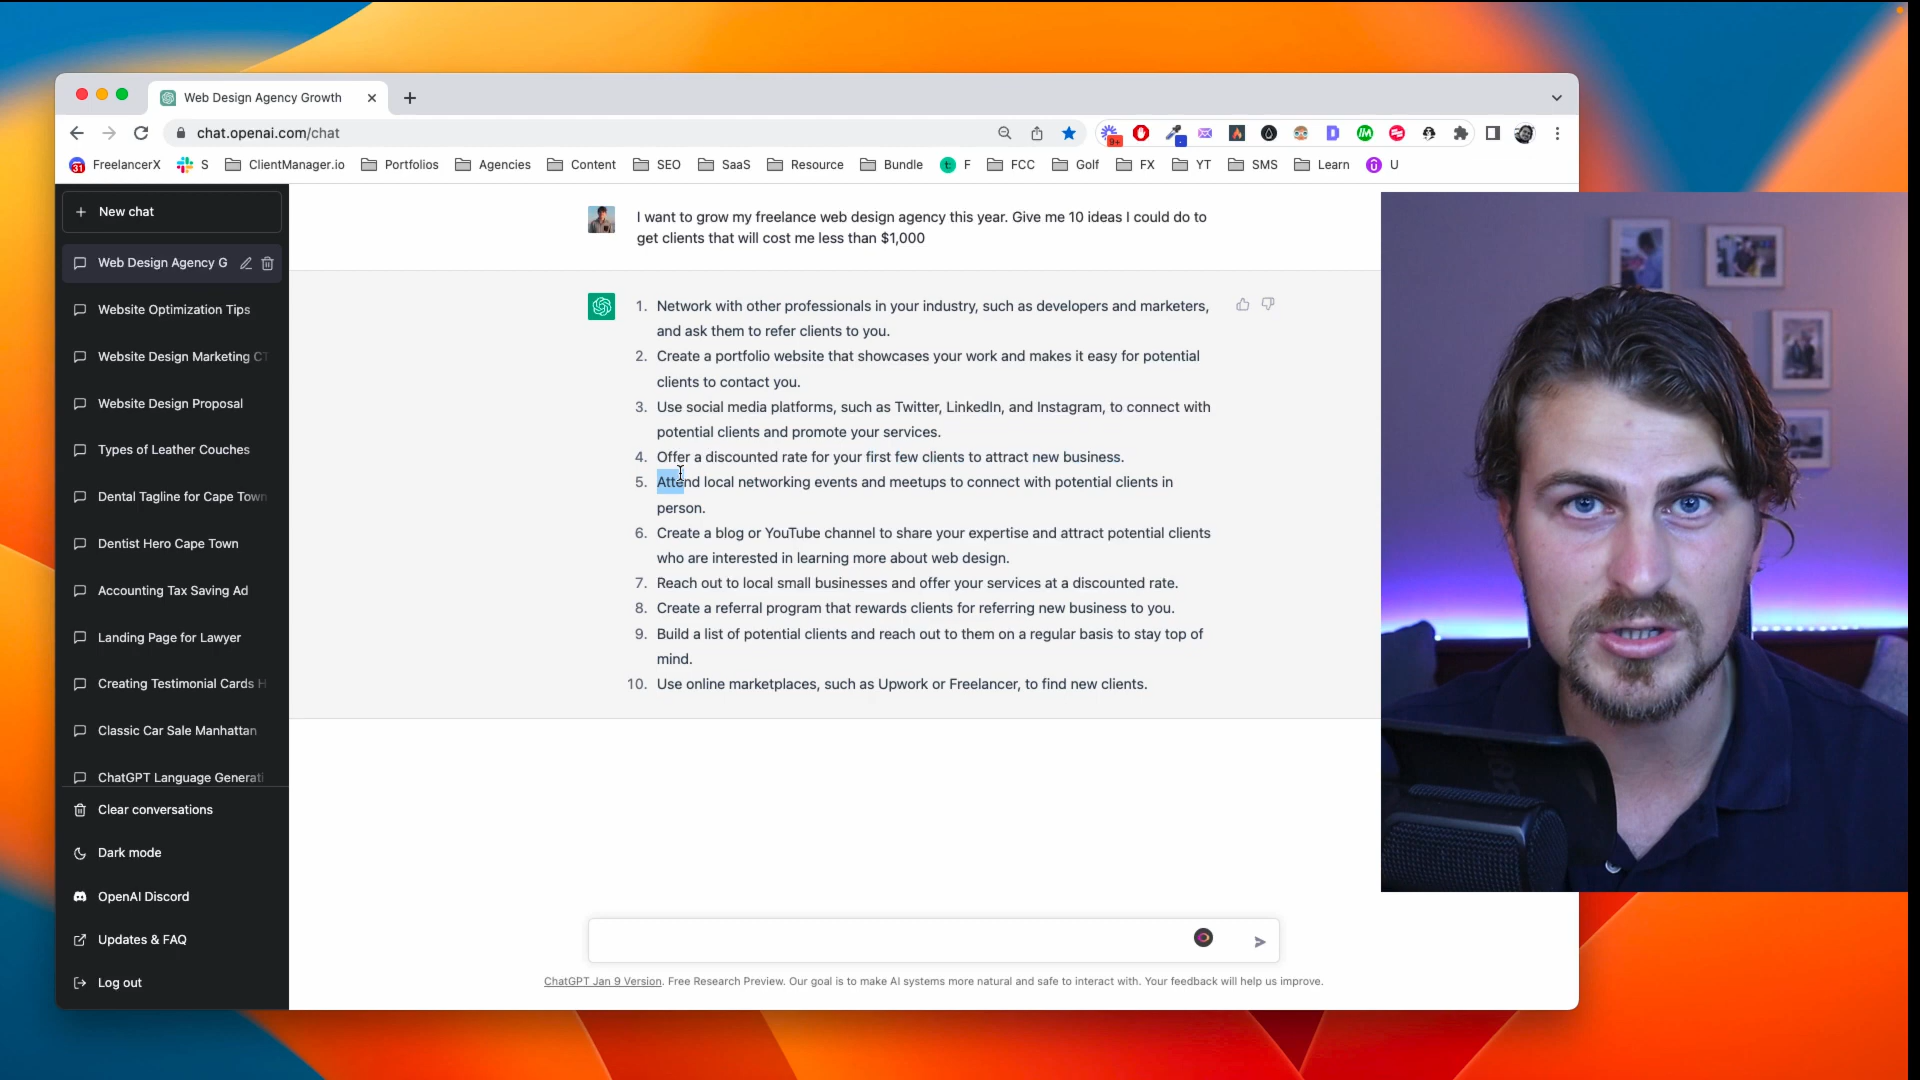 Web Design Agency Growth
chat.openai.com/chat
9+
31 FreelancerX S ClientManager.io Portfolios Agencies Content SEO SaaS Resource Bundle F FCC Golf FX YT SMS Learn U
New chat
Web Design Agency G
Website Optimization Tips
Website Design Marketing CT
Website Design Proposal
Types of Leather Couches
Dental Tagline for Cape Town
Dentist Hero Cape Town
Accounting Tax Saving Ad
Landing Page for Lawyer
Creating Testimonial Cards H
Classic Car Sale Manhattan
ChatGPT Language Generati
Clear conversations
Dark mode
OpenAI Discord
Updates & FAQ
Log out
I want to grow my freelance web design agency this year. Give me 10 ideas I could do to
get clients that will cost me less than $1,000
1. Network with other professionals in your industry, such as developers and marketers,
and ask them to refer clients to you.
2. Create a portfolio website that showcases your work and makes it easy for potential
clients to contact you.
3. Use social media platforms, such as Twitter, LinkedIn, and Instagram, to connect with
potential clients and promote your services.
4. Offer a discounted rate for your first few clients to attract new business.
5. Attend local networking events and meetups to connect with potential clients in
person.
6. Create a blog or YouTube channel to share your expertise and attract potential clients
who are interested in learning more about web design.
7. Reach out to local small businesses and offer your services at a discounted rate.
8. Create a referral program that rewards clients for referring new business to you.
9. Build a list of potential clients and reach out to them on a regular basis to stay top of
mind.
10. Use online marketplaces, such as Upwork or Freelancer, to find new clients.
ChatGPT Jan 9 Version. Free Research Preview. Our goal is to make AI systems more natural and safe to interact with. Your feedback will help us improve.